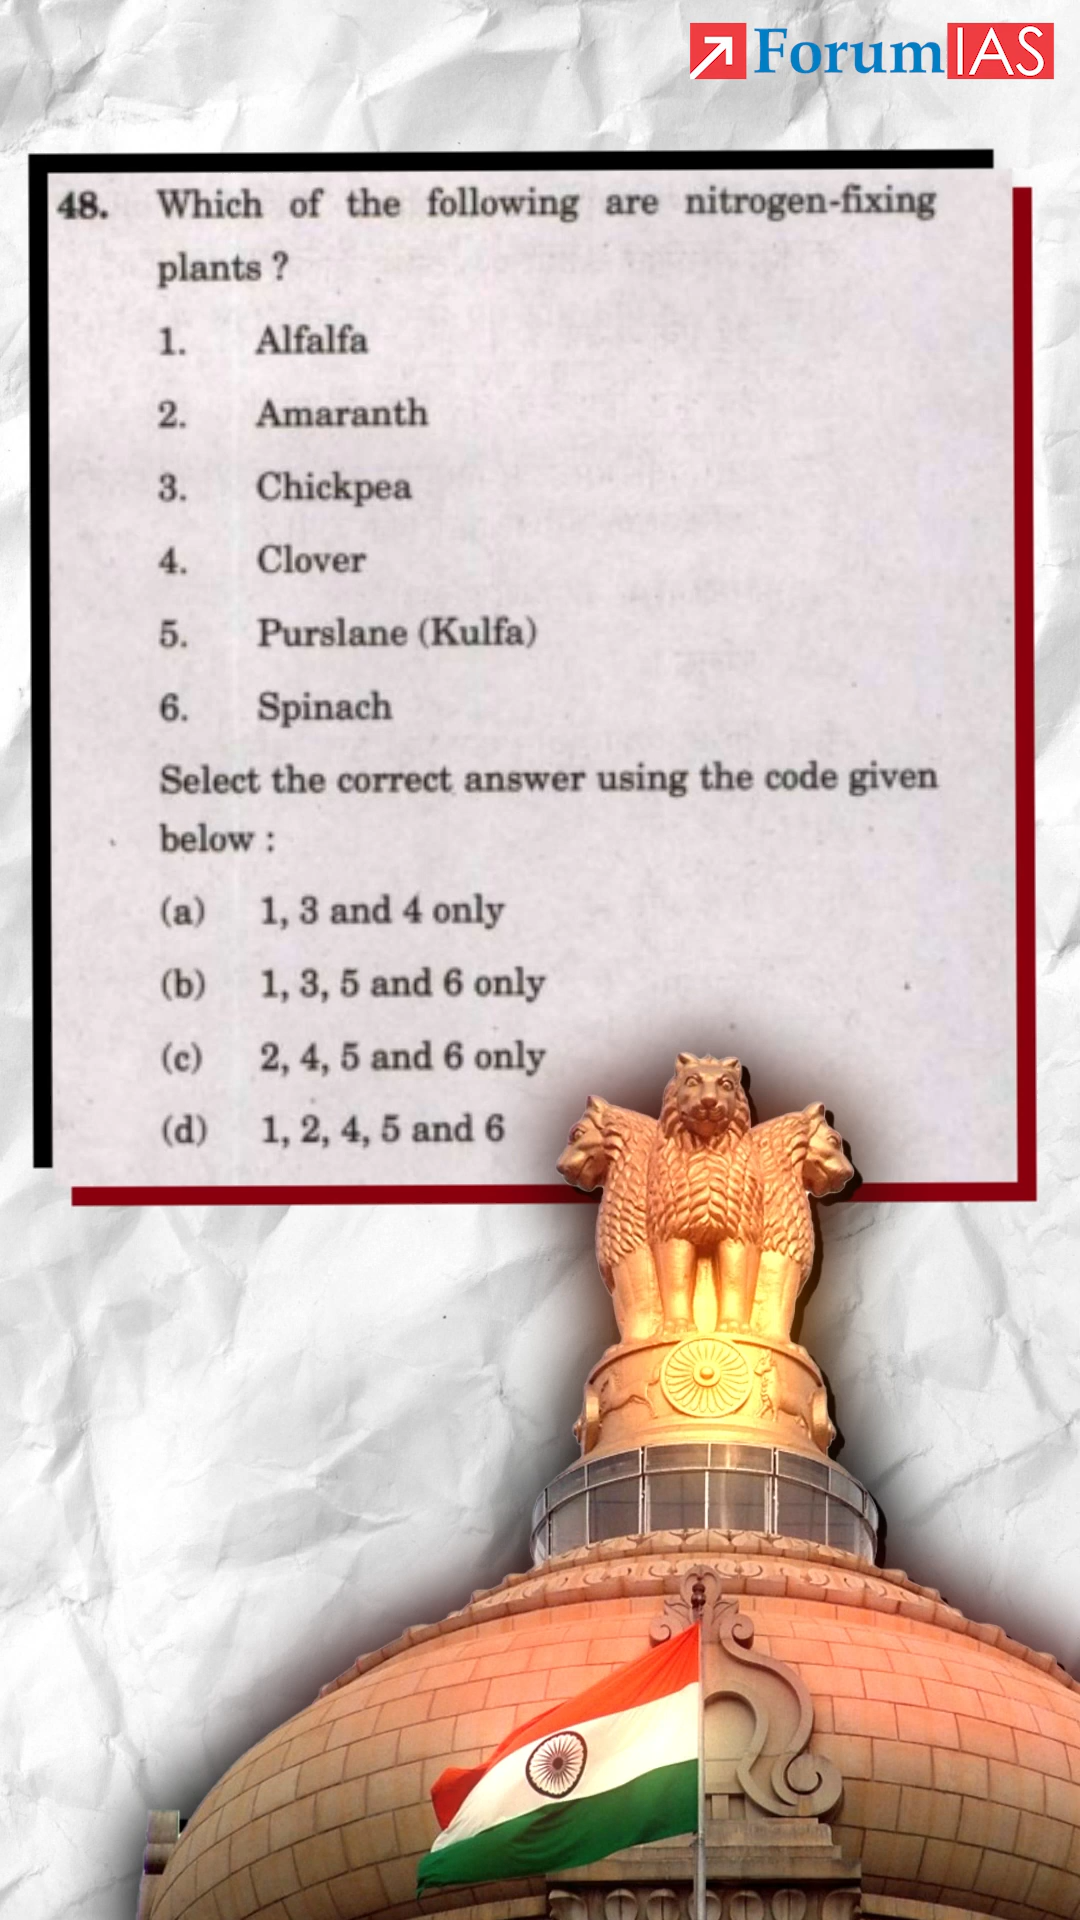 ForumIAS
48. Which of the following are nitrogen-fixing
plants ?
1. Alfalfa
2. Amaranth
3. Chickpea
4. Clover
5. Purslane (Kulfa)
6. Spinach
Select the correct answer using the code given
below :
(a) 1, 3 and 4 only
(b) 1, 3, 5 and 6 only
(c) 2, 4, 5 and 6 only
(d) 1, 2, 4, 5 and 6